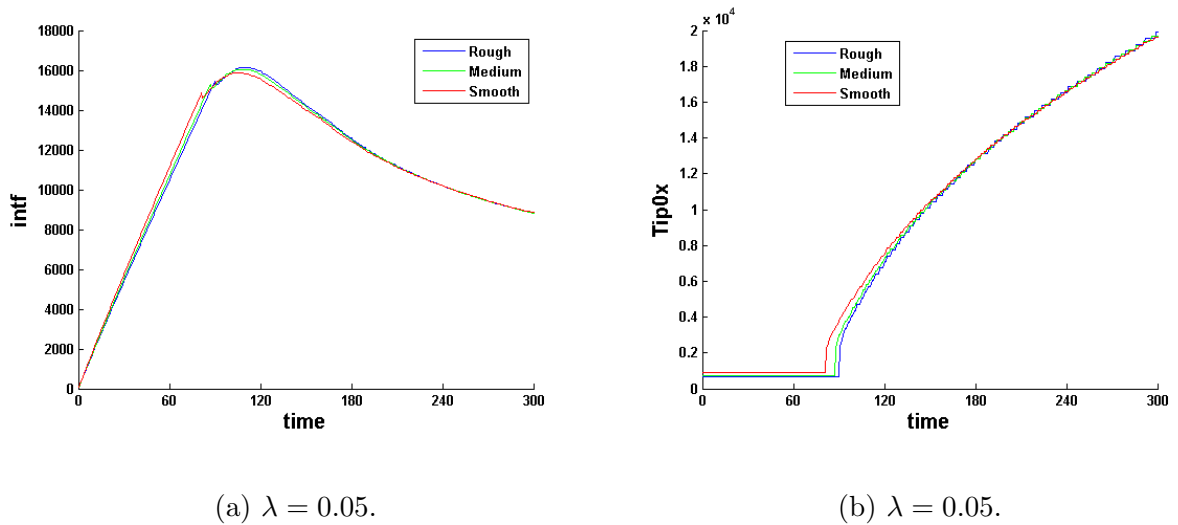 18000
16000
14000
12000
10000
8000
6000
4000
2000
0
intf
0 60 120 180 240 300
time
Rough
Medium
Smooth
(a) λ = 0.05.
x 10^4
2
1.8
1.6
1.4
1.2
1
0.8
0.6
0.4
0.2
0
Tip0x
0 60 120 180 240 300
time
Rough
Medium
Smooth
(b) λ = 0.05.